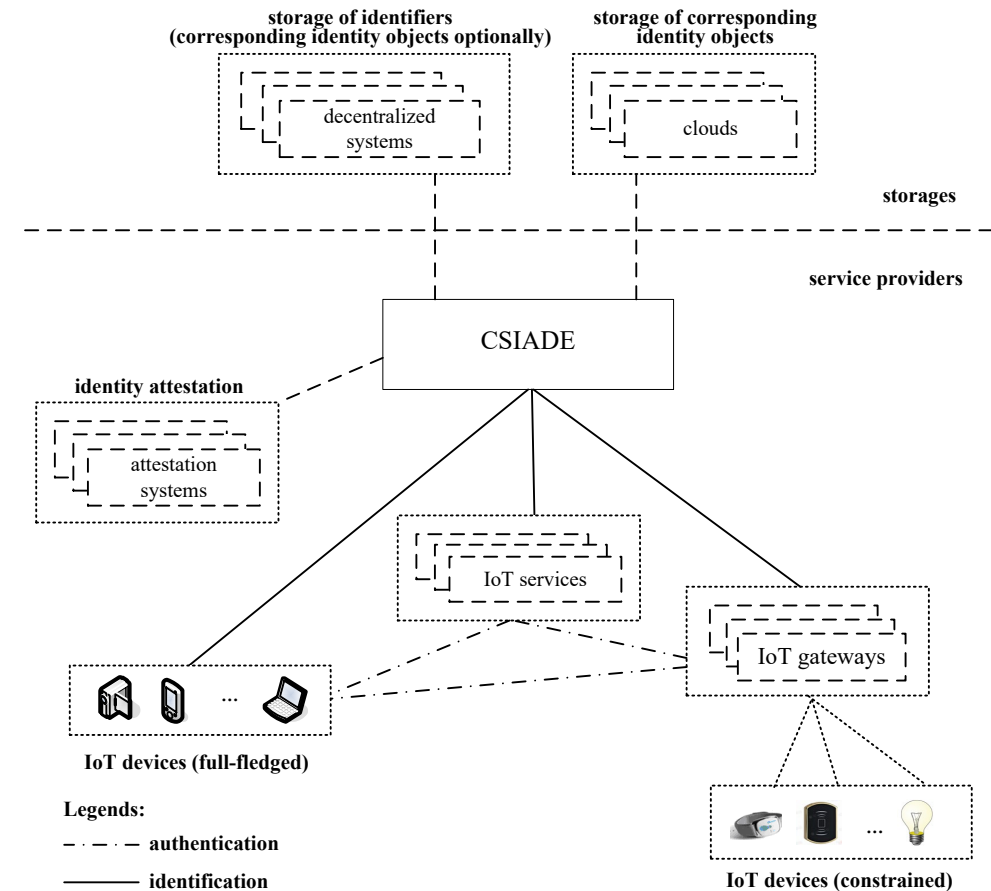 storage of identifiers
(corresponding identity objects optionally)
storage of corresponding
identity objects
decentralized
systems
clouds
storages
service providers
CSIADE
identity attestation
attestation
systems
IoT services
IoT gateways
...
IoT devices (full-fledged)
Legends:
authentication
identification
...
IoT devices (constrained)